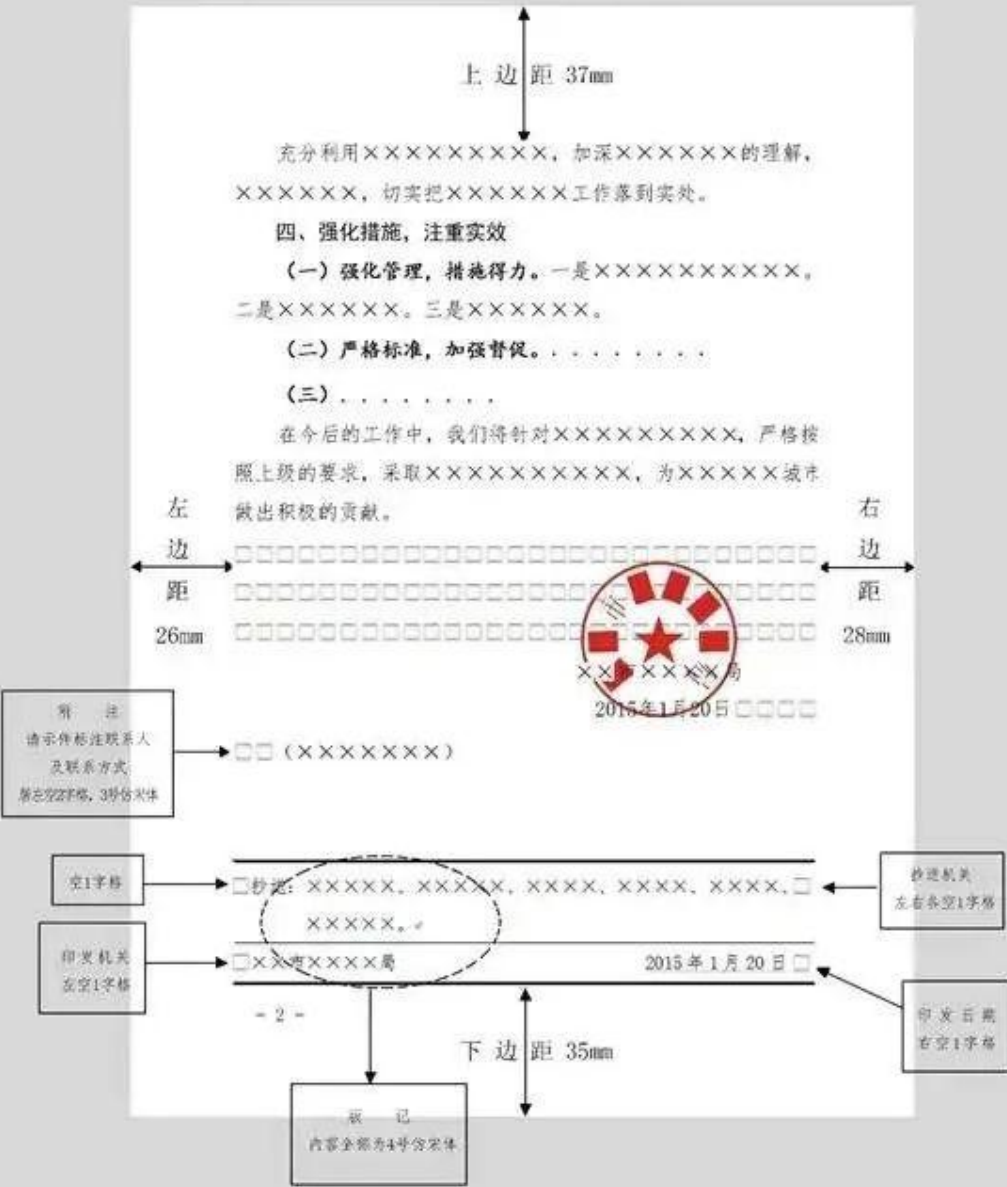 上 边 距 37mm
充分利用×××××××××，加深××××××的理解，
××××××，切实把××××××工作落到实处。
四、强化措施，注重实效
（一）强化管理，措施得力。一是××××××××××。
二是××××××。三是××××××。
（二）严格标准，加强督促。. . . . . . . .
（三）. . . . . . . .
在今后的工作中，我们将针对×××××××××，严格按
照上级的要求，采取××××××××××，为×××××城市
做出积极的贡献。
左边距
26mm
右边距
28mm
□□□□□□□□□□□□□□□□□□□□□□□□□□□□
□□□□□□□□□□□□□□□□□□□□□□□□□□□□
□□□□□□□□□□□□□□□□□□□□□□□□□□□□
市
××市××××局
2015年1月20日□□□□
附 注
请示件标注联系人
及联系方式
居左空2字格，3号仿宋体
□□（×××××××）
空1字格
□抄送：×××××、×××××、××××、××××、××××、□
×××××。
抄送机关
左右各空1字格
印发机关
左空1字格
□××市××××局 2015年1月20日□
印发日期
右空1字格
- 2 -
下 边 距 35mm
版 记
内容全部为4号仿宋体